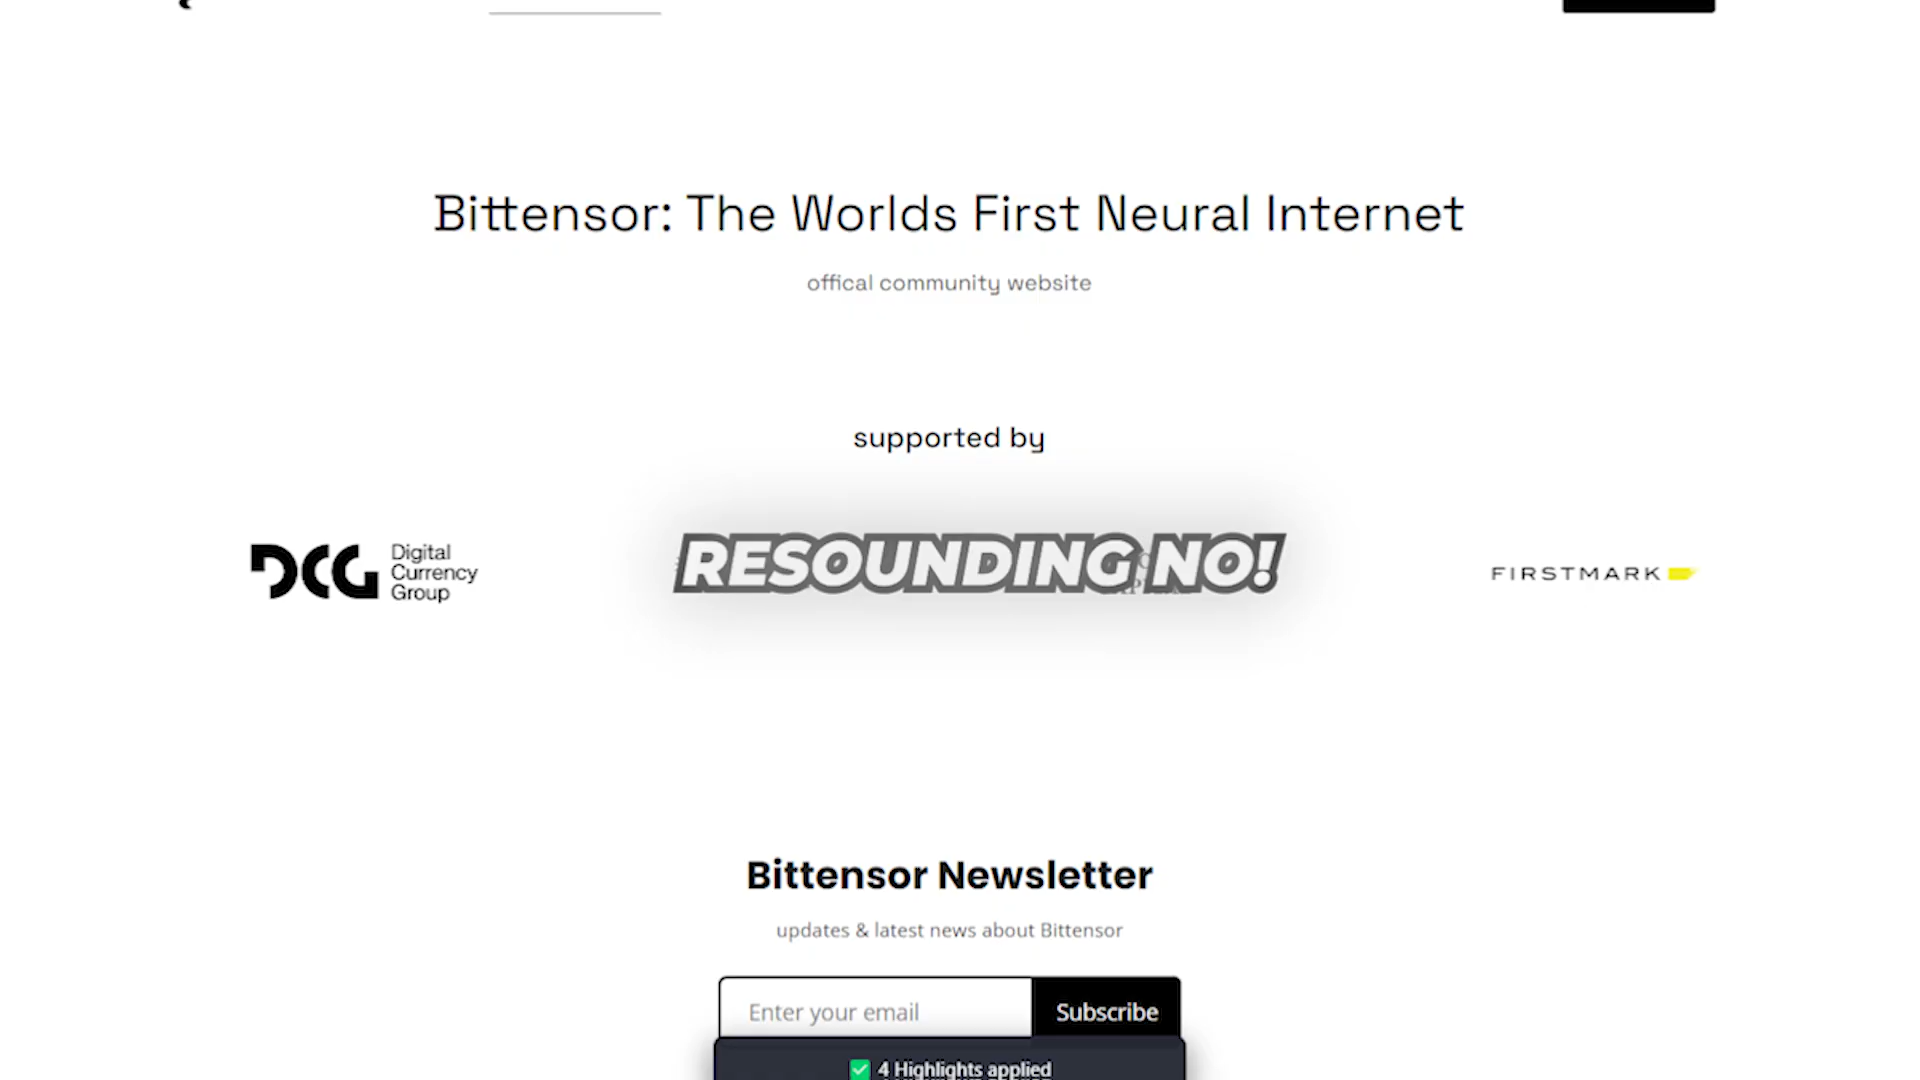 Bittensor: The Worlds First Neural Internet
offical community website
supported by
DCG Digital
Currency
Group
RESOUNDING NO!
FIRSTMARK
Bittensor Newsletter
updates & latest news about Bittensor
Enter your email
Subscribe
4 Highlights applied